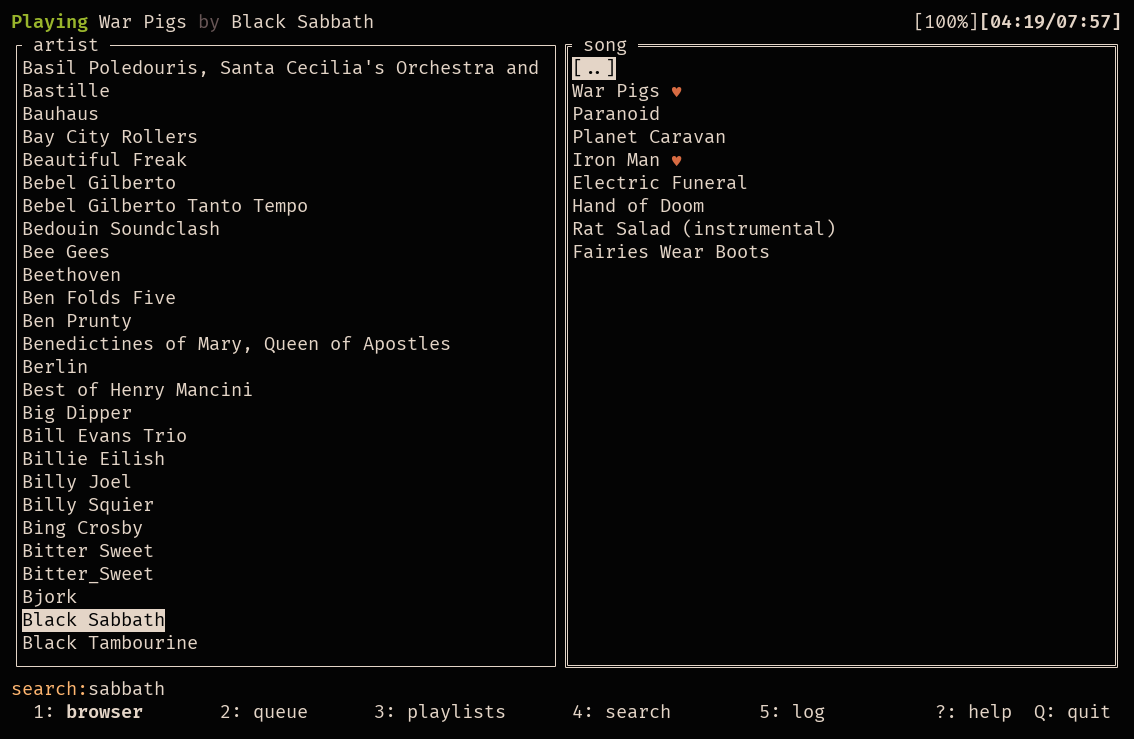 Playing War Pigs by Black Sabbath [100%][04:19/07:57]
artist
Basil Poledouris, Santa Cecilia's Orchestra and
Bastille
Bauhaus
Bay City Rollers
Beautiful Freak
Bebel Gilberto
Bebel Gilberto Tanto Tempo
Bedouin Soundclash
Bee Gees
Beethoven
Ben Folds Five
Ben Prunty
Benedictines of Mary, Queen of Apostles
Berlin
Best of Henry Mancini
Big Dipper
Bill Evans Trio
Billie Eilish
Billy Joel
Billy Squier
Bing Crosby
Bitter Sweet
Bitter_Sweet
Bjork
Black Sabbath
Black Tambourine
song
[..]
War Pigs ♥
Paranoid
Planet Caravan
Iron Man ♥
Electric Funeral
Hand of Doom
Rat Salad (instrumental)
Fairies Wear Boots
search:sabbath
1: browser 2: queue 3: playlists 4: search 5: log ?: help Q: quit